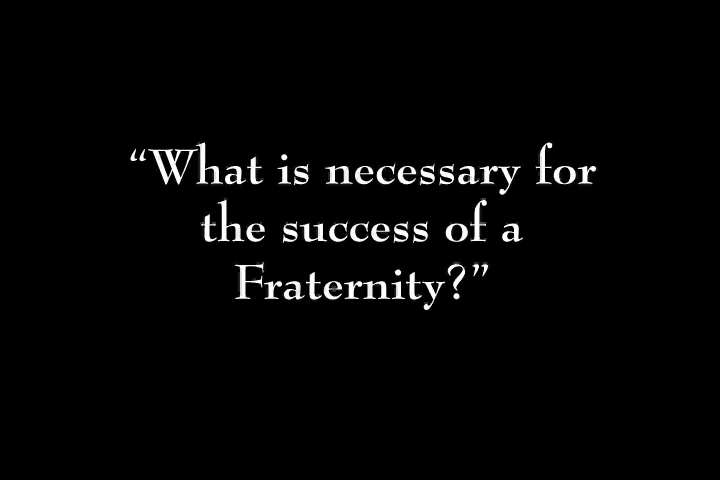 “What is necessary for
the success of a
Fraternity?”